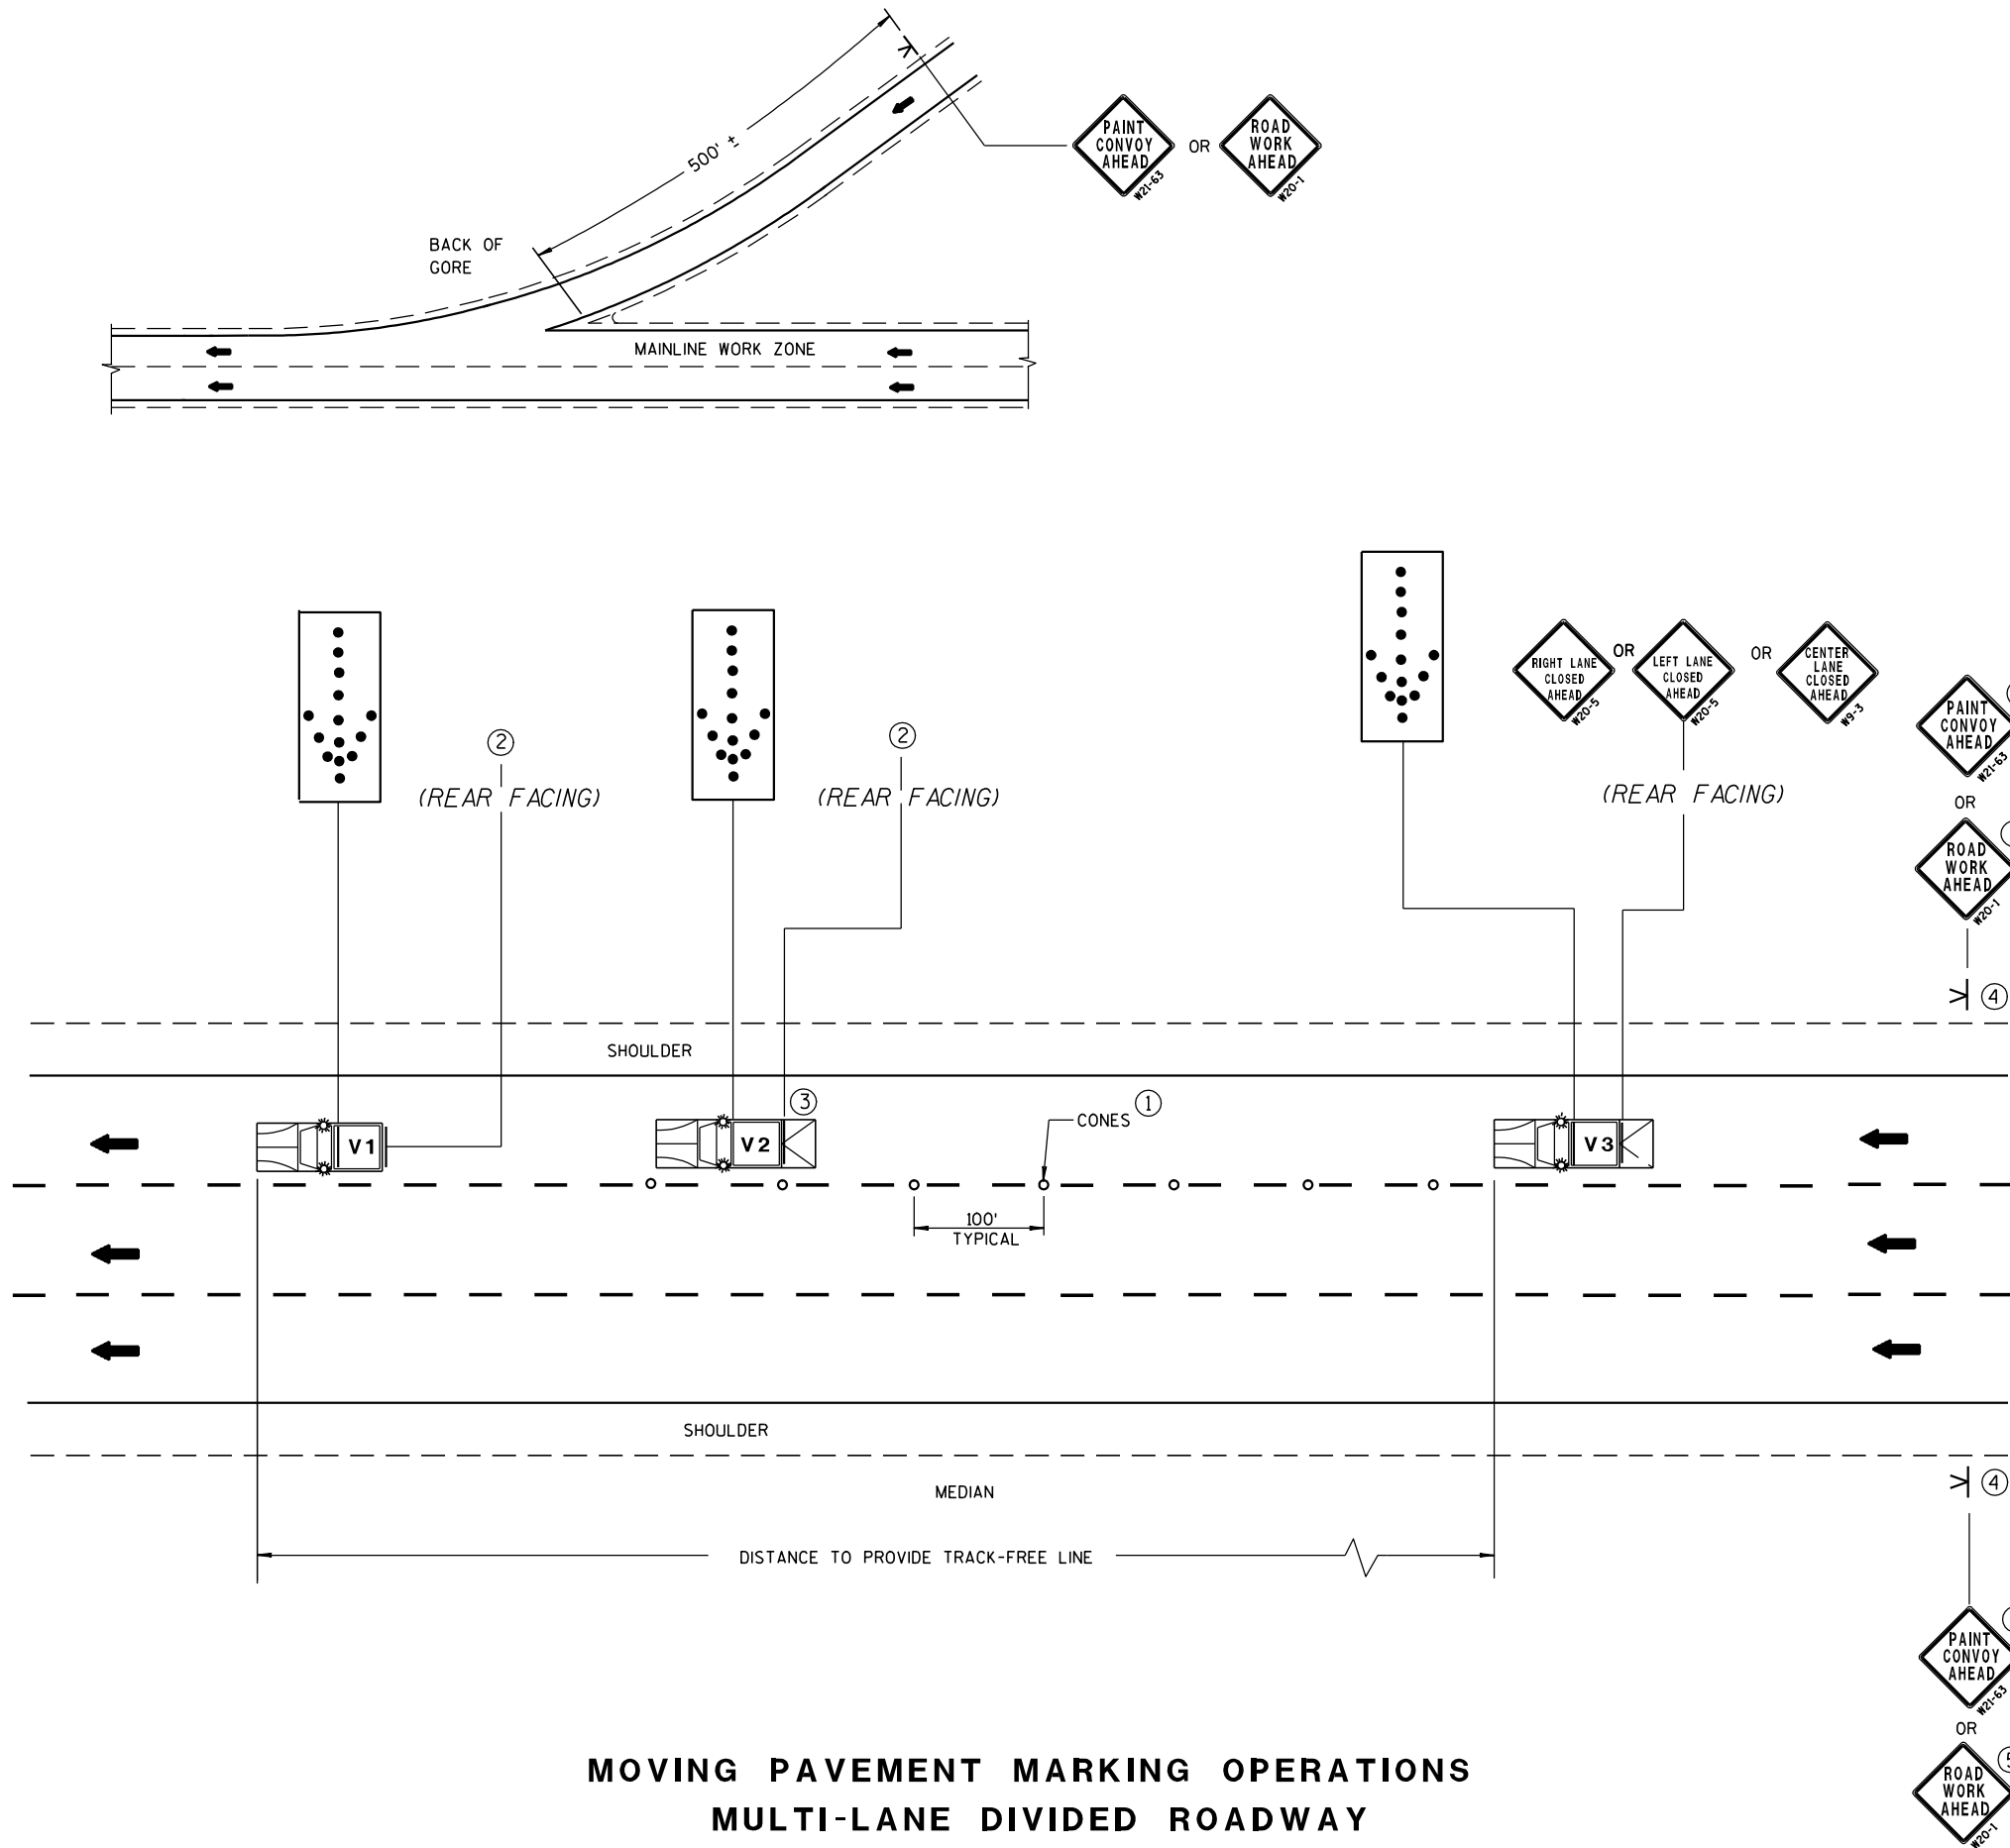 500' ±
PAINT
CONVOY
AHEAD
W21-63
OR
ROAD
WORK
AHEAD
W20-1
BACK OF
GORE
MAINLINE WORK ZONE
RIGHT LANE
CLOSED
AHEAD
W20-5
OR
LEFT LANE
CLOSED
AHEAD
W20-5
OR
CENTER
LANE
CLOSED
AHEAD
W9-3
PAINT
CONVOY
AHEAD
W21-63
OR
ROAD
WORK
AHEAD
W20-1
4
2
(REAR FACING)
2
(REAR FACING)
(REAR FACING)
SHOULDER
V1
V2
3
CONES
1
V3
100'
TYPICAL
SHOULDER
MEDIAN
4
DISTANCE TO PROVIDE TRACK-FREE LINE
PAINT
CONVOY
AHEAD
W21-63
OR
ROAD
WORK
AHEAD
W20-1
5
MOVING PAVEMENT MARKING OPERATIONS
MULTI-LANE DIVIDED ROADWAY